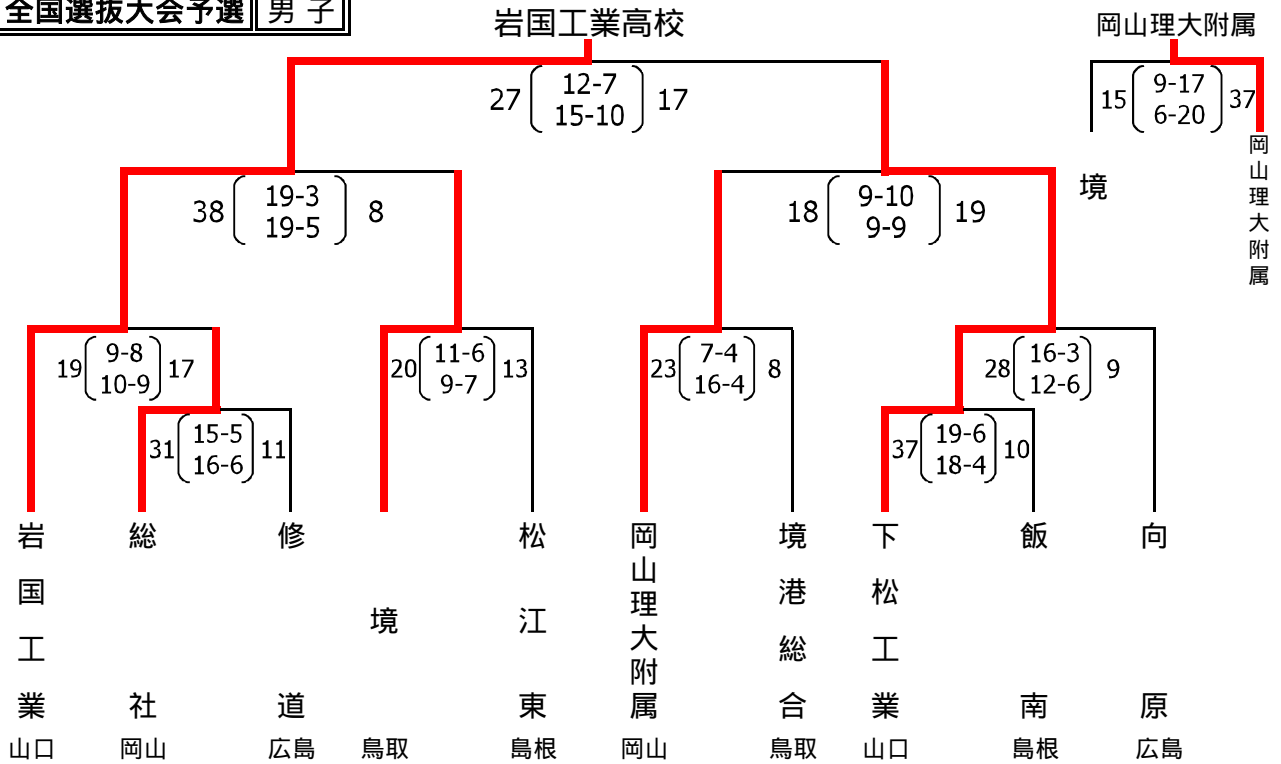 全国選抜大会予選 男 子
岩国工業高校
岡山理大附属
27 12-7 17
15-10
15 9-17 37
6-20
境
岡山理大附属
38 19-3 8
19-5
18 9-10 19
9-9
19 9-8 17
10-9
20 11-6 13
9-7
23 7-4 8
16-4
28 16-3 9
12-6
31 15-5 11
16-6
37 19-6 10
18-4
岩国工業
総社
修道
境
松江東
岡山理大附属
境港総合
下松工業
飯南
向原
山口 岡山 広島 鳥取 島根 岡山 鳥取 山口 島根 広島